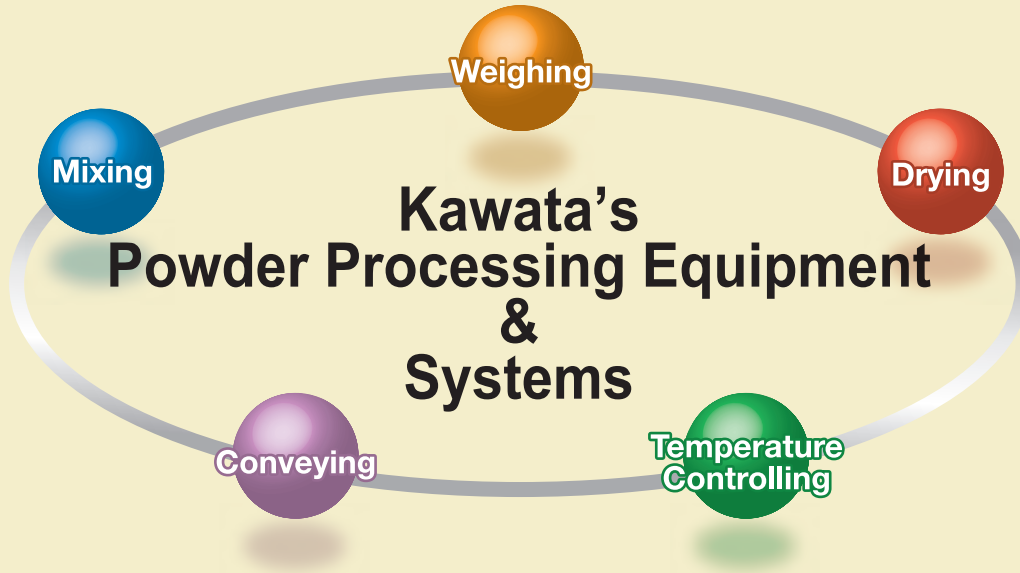 Weighing
Mixing
Drying
Kawata’s
Powder Processing Equipment
&
Systems
Temperature
Controlling
Conveying